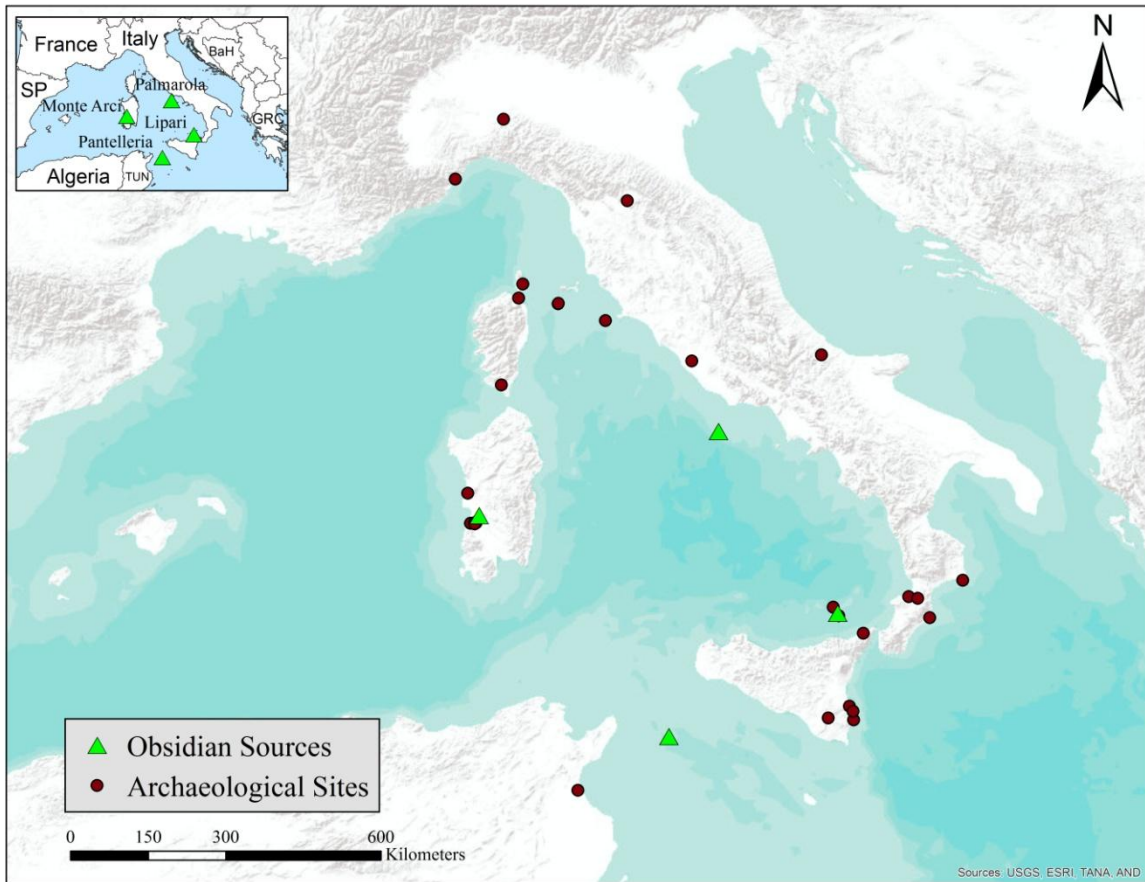 France
Italy
BaH
SP
Palmarola
Monte Arci
Lipari
GRC
Pantelleria
Algeria
TUN
N
Obsidian Sources
Archaeological Sites
0 150 300 600
Kilometers
Sources: USGS, ESRI, TANA, AND